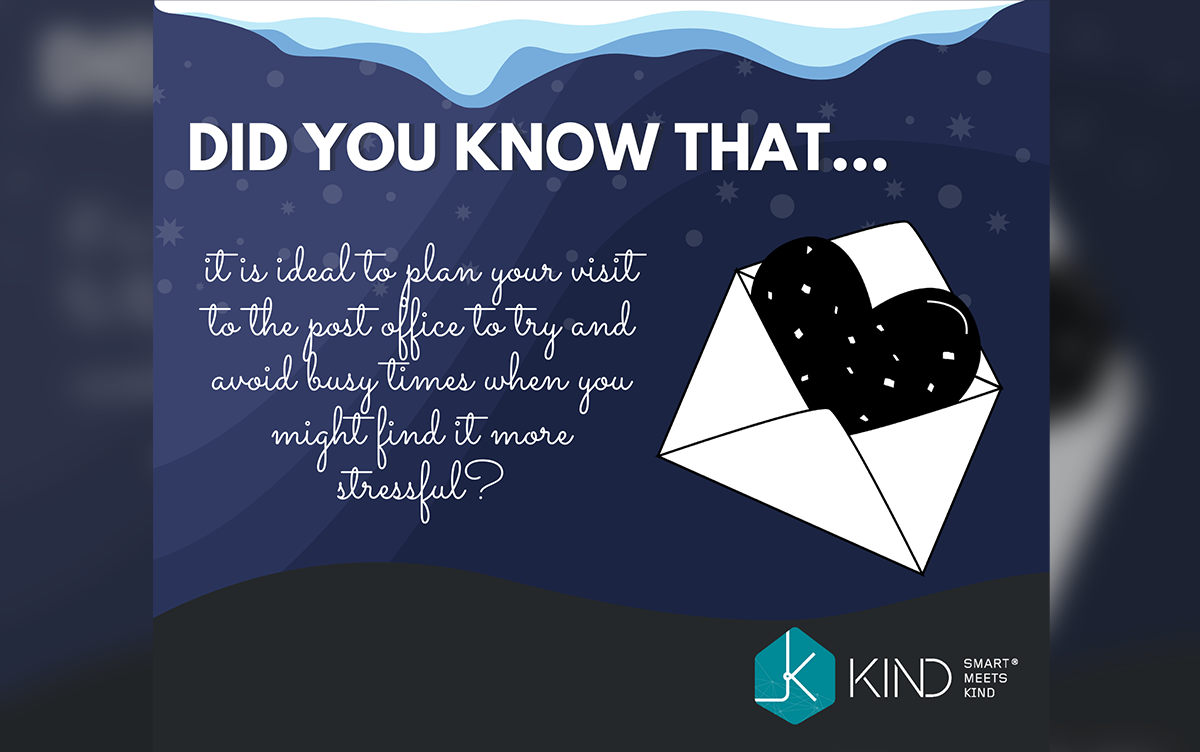 DID YOU KNOW THAT...
it is ideal to plan your visit
to the post office to try and
avoid busy times when you
might find it more
stressful?
KIND
SMART®
MEETS
KIND